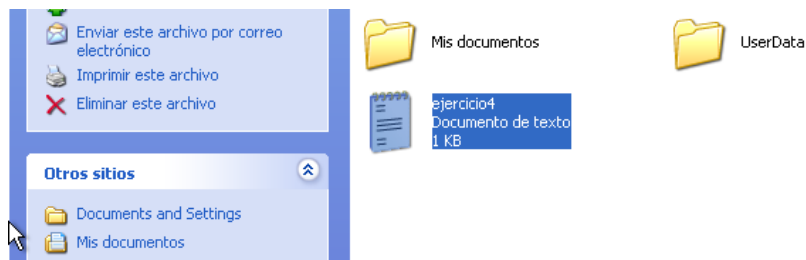 Enviar este archivo por correo
electrónico
Imprimir este archivo
Eliminar este archivo
Otros sitios
Documents and Settings
Mis documentos
Mis documentos
UserData
ejercicio4
Documento de texto
1 KB